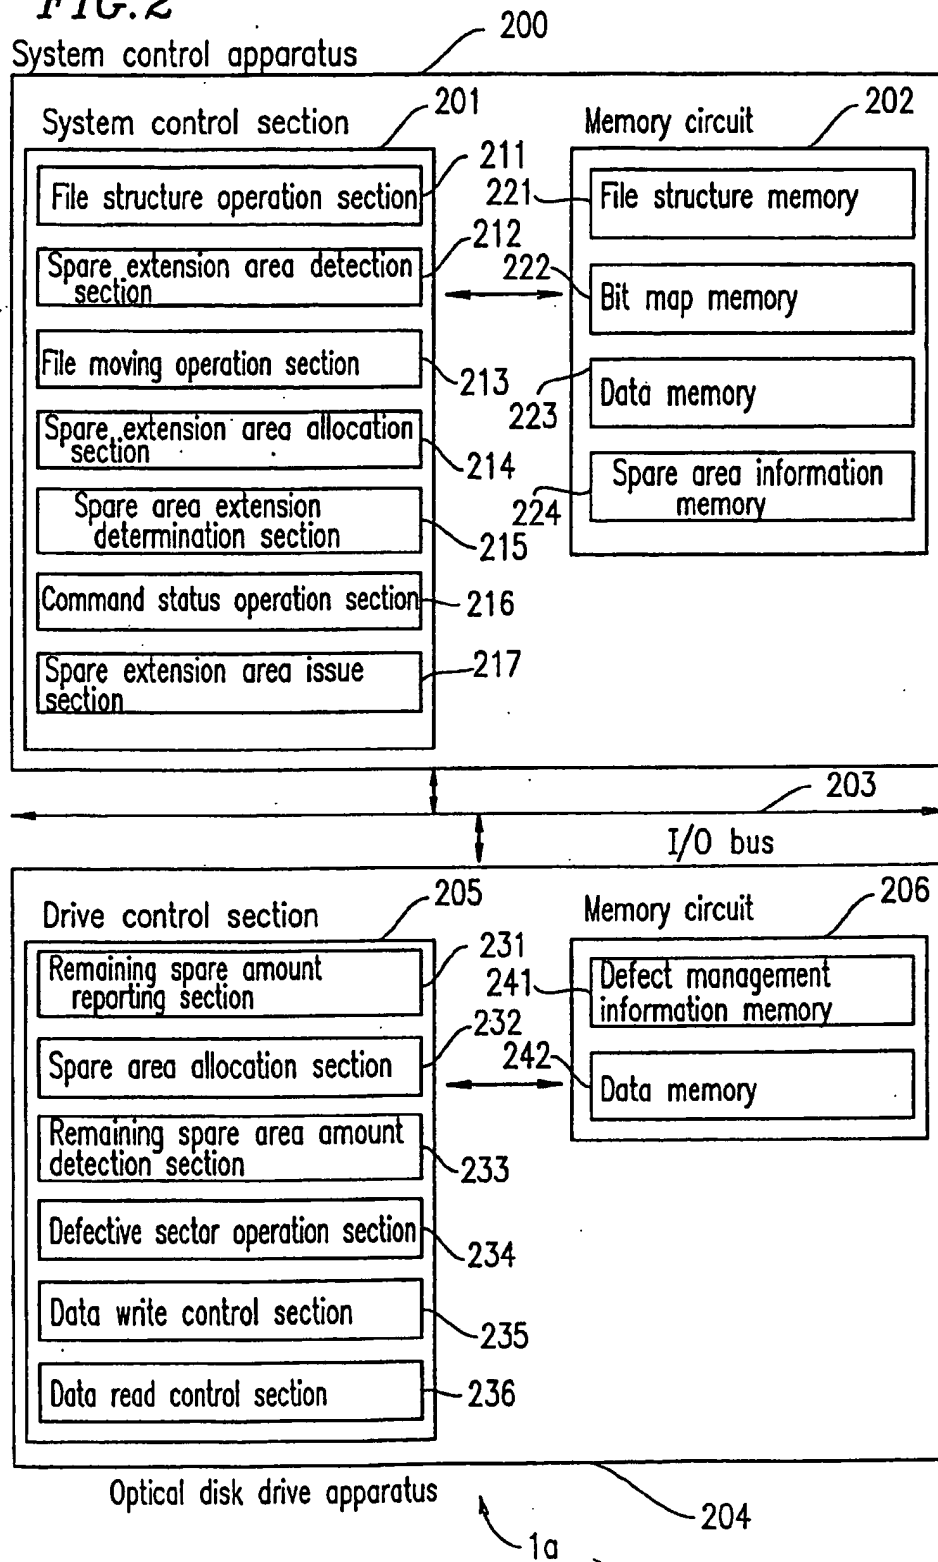 FIG.2
200
System control apparatus
201
System control section
Memory circuit
202
211
File structure operation section
221
File structure memory
212
Spare extension area detection
section
222
Bit map memory
File moving operation section
213
223
Data memory
Spare extension area allocation
section
214
224
Spare area information
memory
Spare area extension
determination section
215
Command status operation section
216
Spare extension area issue
section
217
203
I/O bus
205
Drive control section
Memory circuit
206
231
Remaining spare amount
reporting section
241
Defect management
information memory
232
Spare area allocation section
242
Data memory
Remaining spare area amount
detection section
233
Defective sector operation section
234
Data write control section
235
Data read control section
236
Optical disk drive apparatus
204
1a